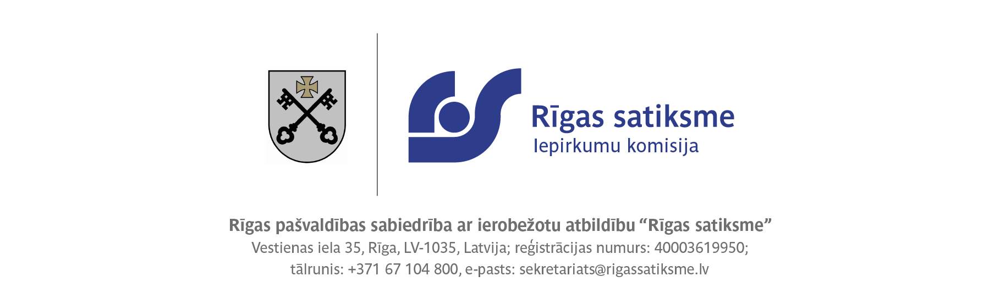 Rīgas satiksme
Iepirkumu komisija
Rīgas pašvaldības sabiedrība ar ierobežotu atbildību “Rīgas satiksme”
Vestienas iela 35, Rīga, LV-1035, Latvija; reģistrācijas numurs: 40003619950;
tālrunis: +371 67 104 800, e-pasts: sekretariats@rigassatiksme.lv